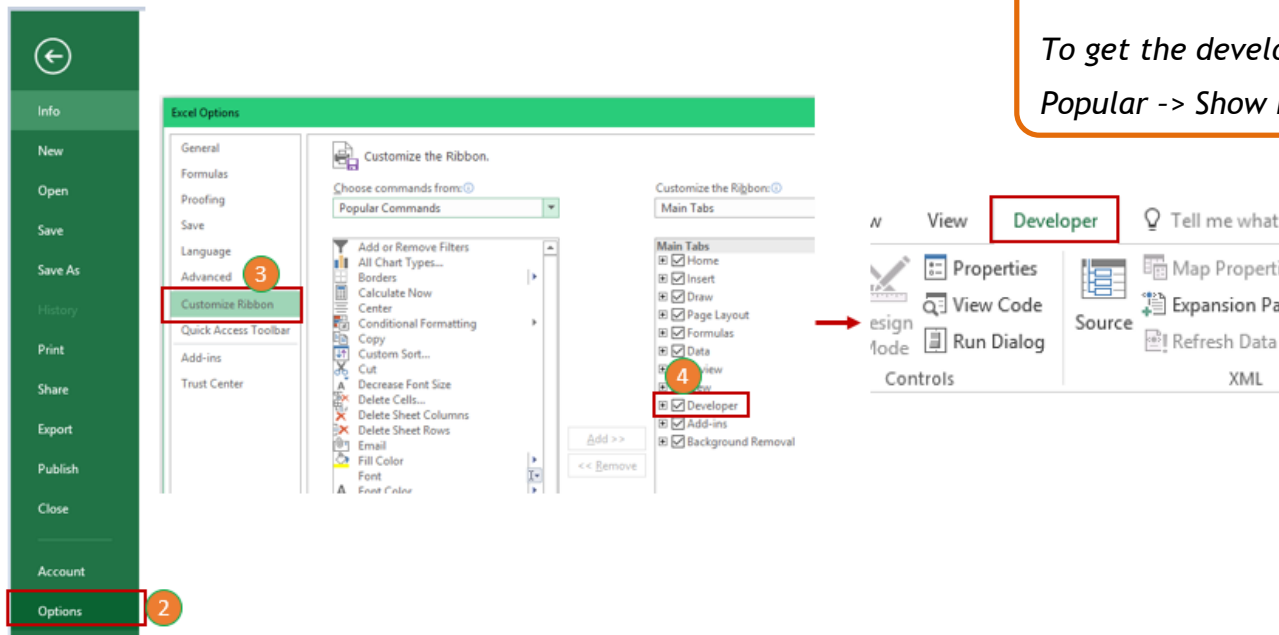 To get the
Popular -> Show
Info
New
Open
Save
Save As
History
Print
Share
Export
Publish
Close
Account
Options
2
Excel Options
General
Formulas
Proofing
Save
Language
Advanced
3
Customize Ribbon
Quick Access Toolbar
Add-ins
Trust Center
Customize the Ribbon.
Choose commands from:
Popular Commands
Add or Remove Filters
All Chart Types...
Borders
Calculate Now
Center
Conditional Formatting
Copy
Custom Sort...
Cut
Decrease Font Size
Delete Cells...
Delete Sheet Columns
Delete Sheet Rows
Email
Fill Color
Font
Font Color
Add >>
<< Remove
Customize the Ribbon:
Main Tabs
Main Tabs
Home
Insert
Draw
Page Layout
Formulas
Data
4
Developer
Add-ins
Background Removal
View
Developer
Tell me what
Properties
View Code
Run Dialog
Mode
Controls
Source
Map
Expansion
Refresh Data
XML